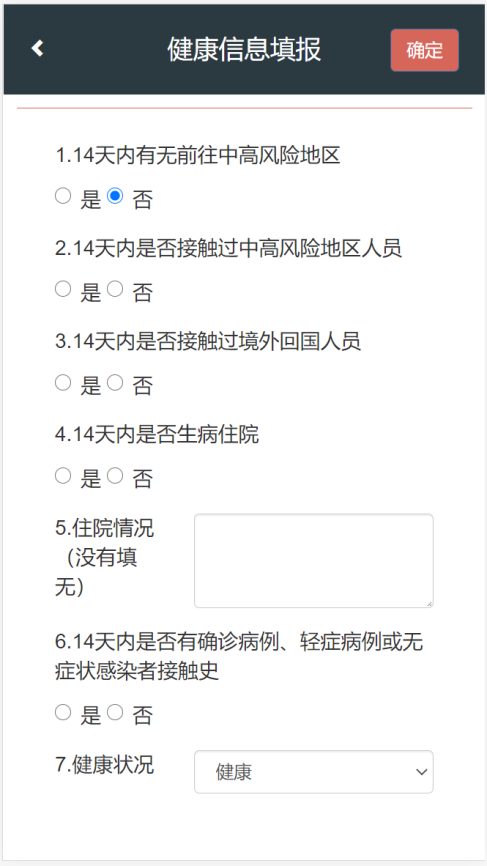 健康信息填报 确定
1.14天内有无前往中高风险地区
是 否
2.14天内是否接触过中高风险地区人员
是 否
3.14天内是否接触过境外回国人员
是 否
4.14天内是否生病住院
是 否
5.住院情况
（没有填
无）
6.14天内是否有确诊病例、轻症病例或无
症状感染者接触史
是 否
7.健康状况 健康